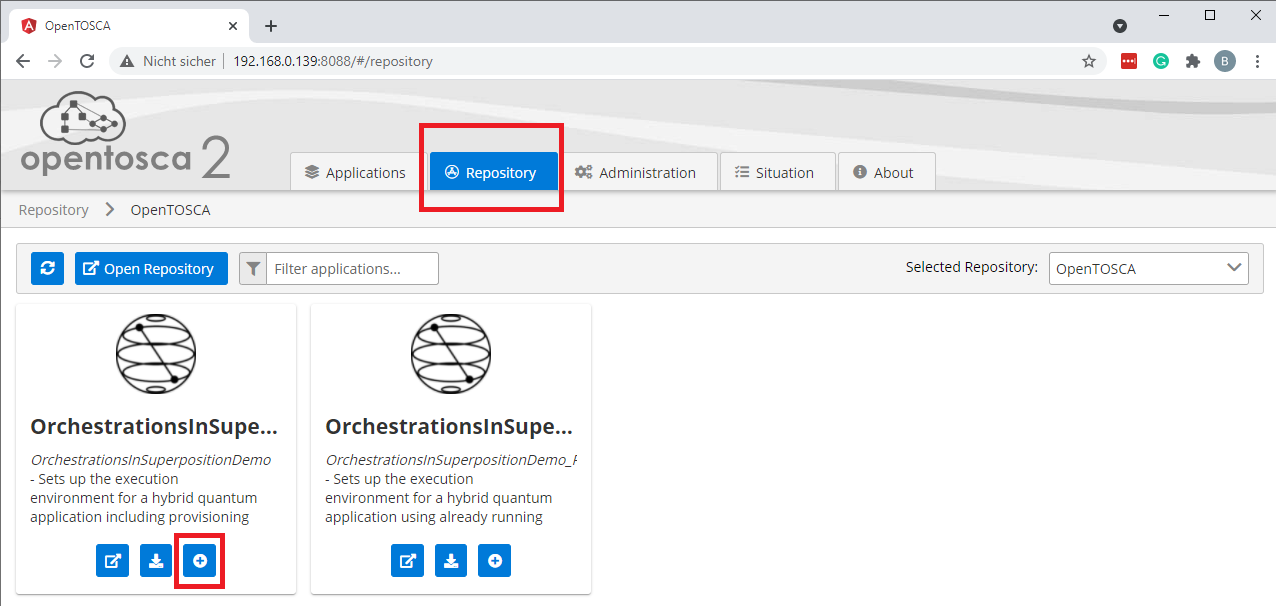 OpenTOSCA
Nicht sicher 192.168.0.139:8088/#/repository
B
opentosca 2
Applications
Repository
Administration
Situation
About
Repository OpenTOSCA
Open Repository
Filter applications...
Selected Repository:
OpenTOSCA
OrchestrationsInSupe...
OrchestrationsInSuperpositionDemo
- Sets up the execution
environment for a hybrid quantum
application including provisioning
OrchestrationsInSupe...
OrchestrationsInSuperpositionDemo_F
- Sets up the execution
environment for a hybrid quantum
application using already running